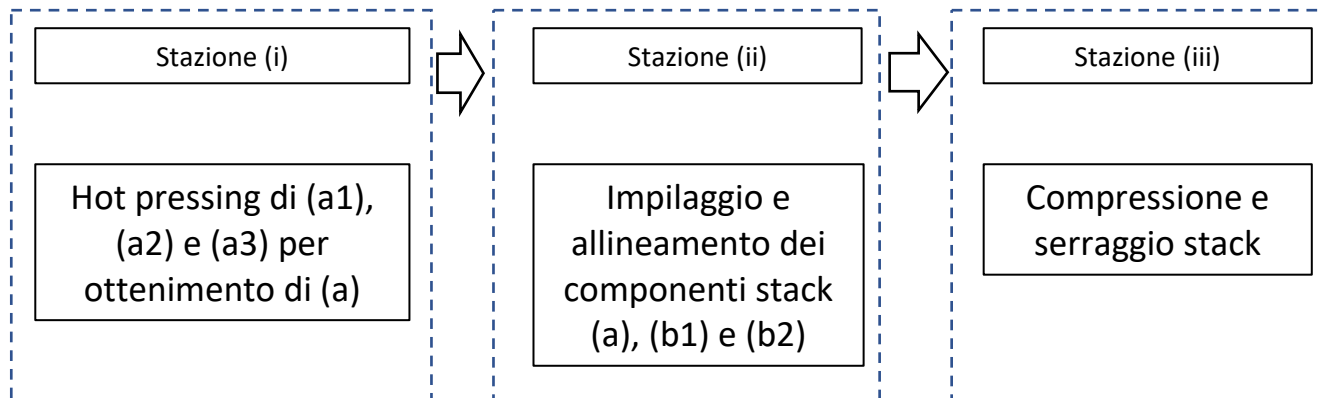 Stazione (i)
Stazione (ii)
Stazione (iii)
Hot pressing di (a1),
(a2) e (a3) per
ottenimento di (a)
Impilaggio e
allineamento dei
componenti stack
(a), (b1) e (b2)
Compressione e
serraggio stack